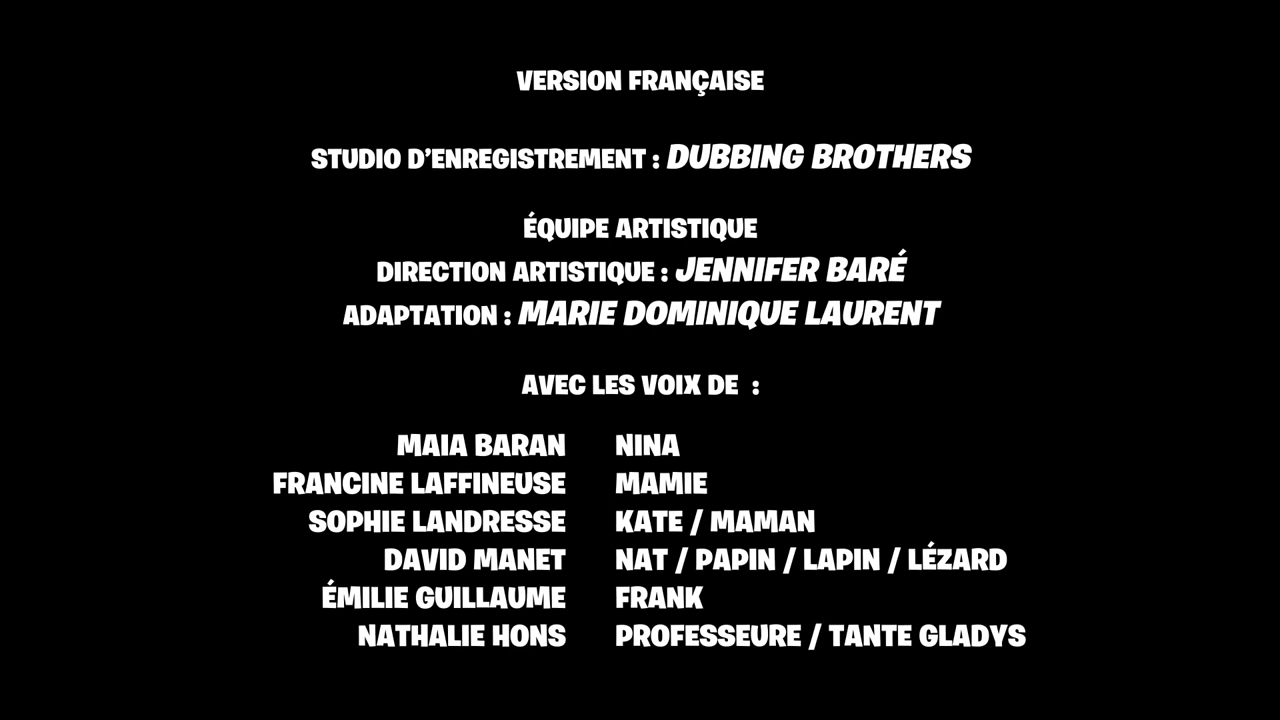 VERSION FRANÇAISE
STUDIO D'ENREGISTREMENT : DUBBING BROTHERS
ÉQUIPE ARTISTIQUE
DIRECTION ARTISTIQUE : JENNIFER BARÉ
ADAPTATION : MARIE DOMINIQUE LAURENT
AVEC LES VOIX DE :
MAIA BARAN NINA
FRANCINE LAFFINEUSE MAMIE
SOPHIE LANDRESSE KATE / MAMAN
DAVID MANET NAT / PAPIN / LAPIN / LÉZARD
ÉMILIE GUILLAUME FRANK
NATHALIE HONS PROFESSEURE / TANTE GLADYS